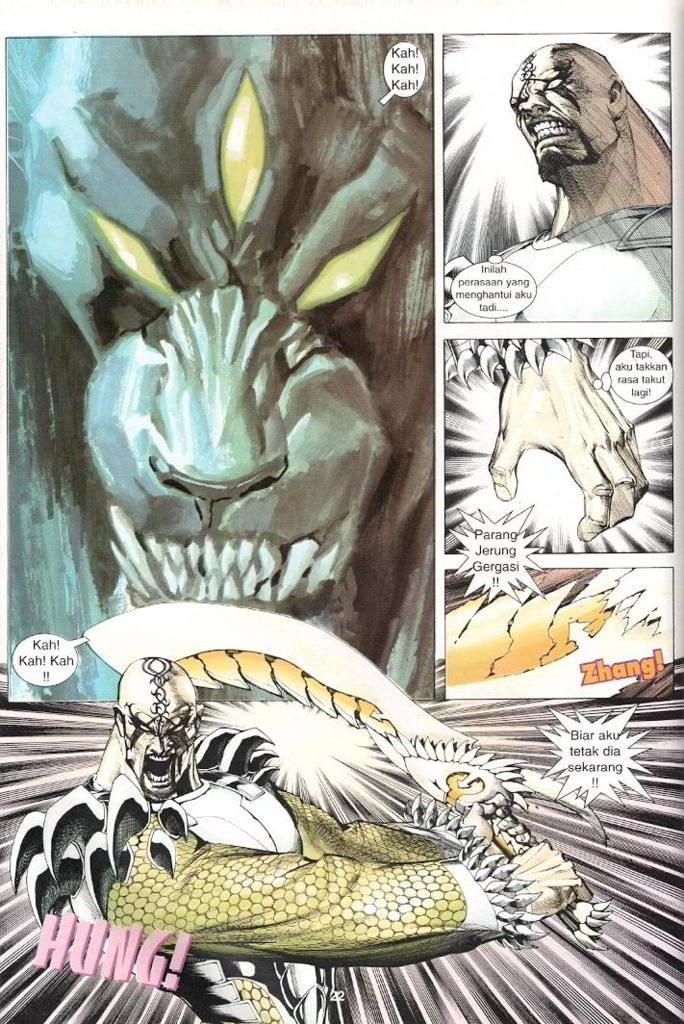 Kah!
Kah!
Kah!
Inilah
perasaan yang
menghantui aku
tadi....
Tapi,
aku takkan
rasa takut
lagi!
Parang
Jerung
Gergasi
!!
Zhang!
Kah!
Kah! Kah
!!
Biar aku
tetak dia
sekarang
!!
HUNG!
22